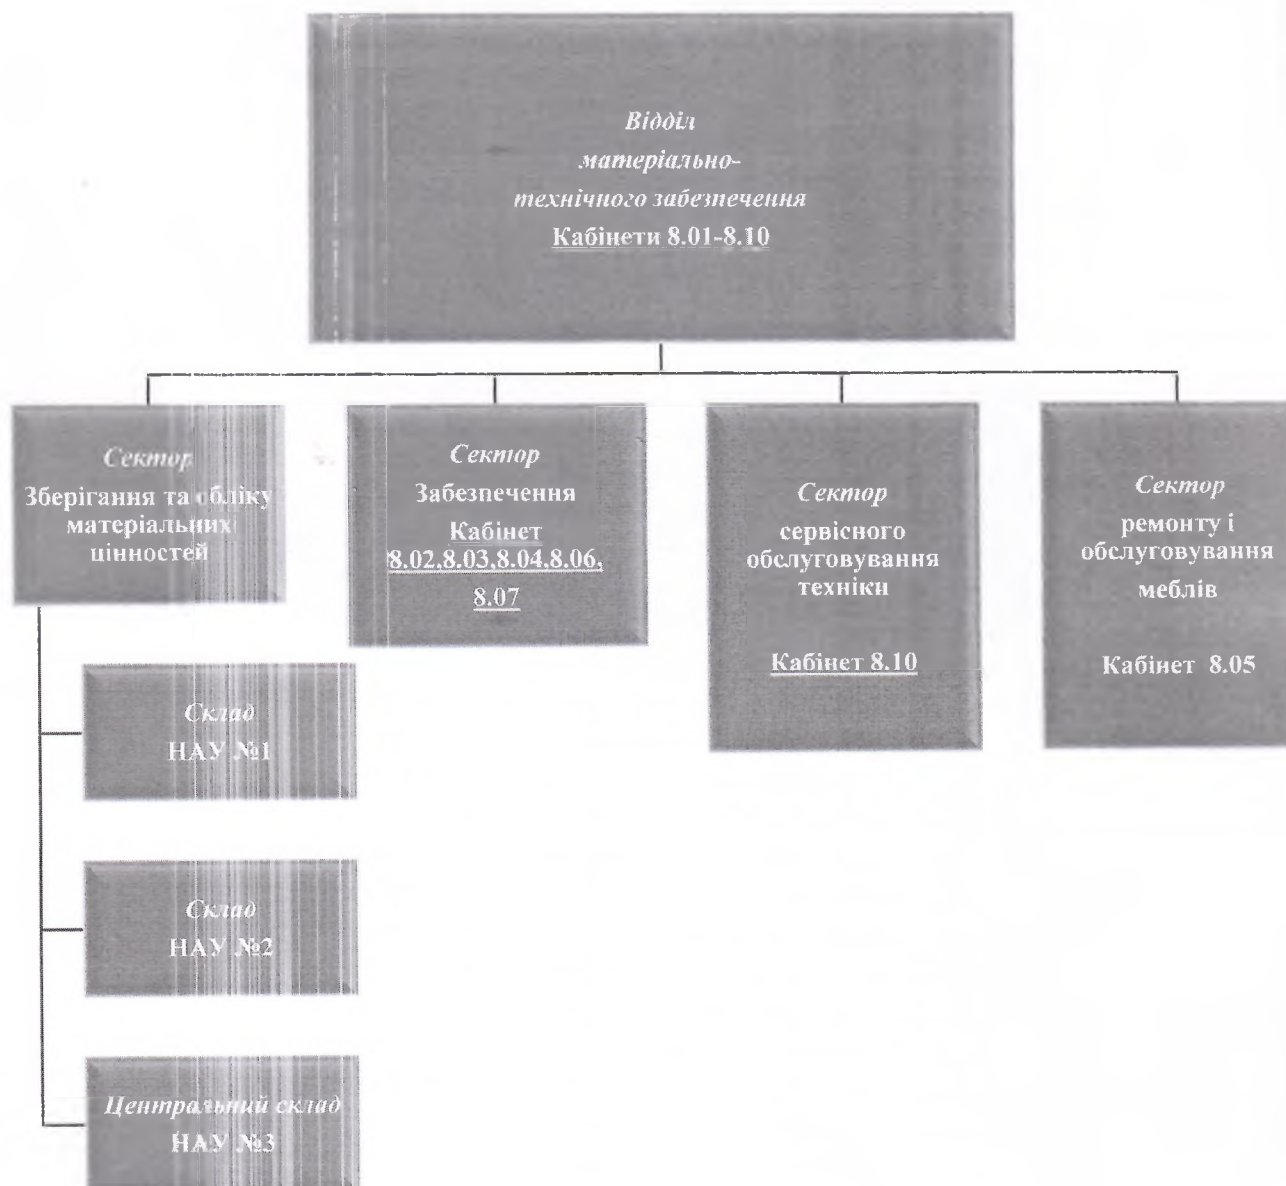 Відділ
матеріально-
технічного забезпечення
Кабінети 8.01-8.10
Сектор
Зберігання та обліку
матеріальних
цінностей
Сектор
Забезпечення
Кабінет
8.02,8.03,8.04,8.06,
8.07
Сектор
сервісного
обслуговування
техніки
Кабінет 8.10
Сектор
ремонту і
обслуговування
меблів
Кабінет 8.05
Склад
НАУ №1
Склад
НАУ №2
Центральний склад
НАУ №3